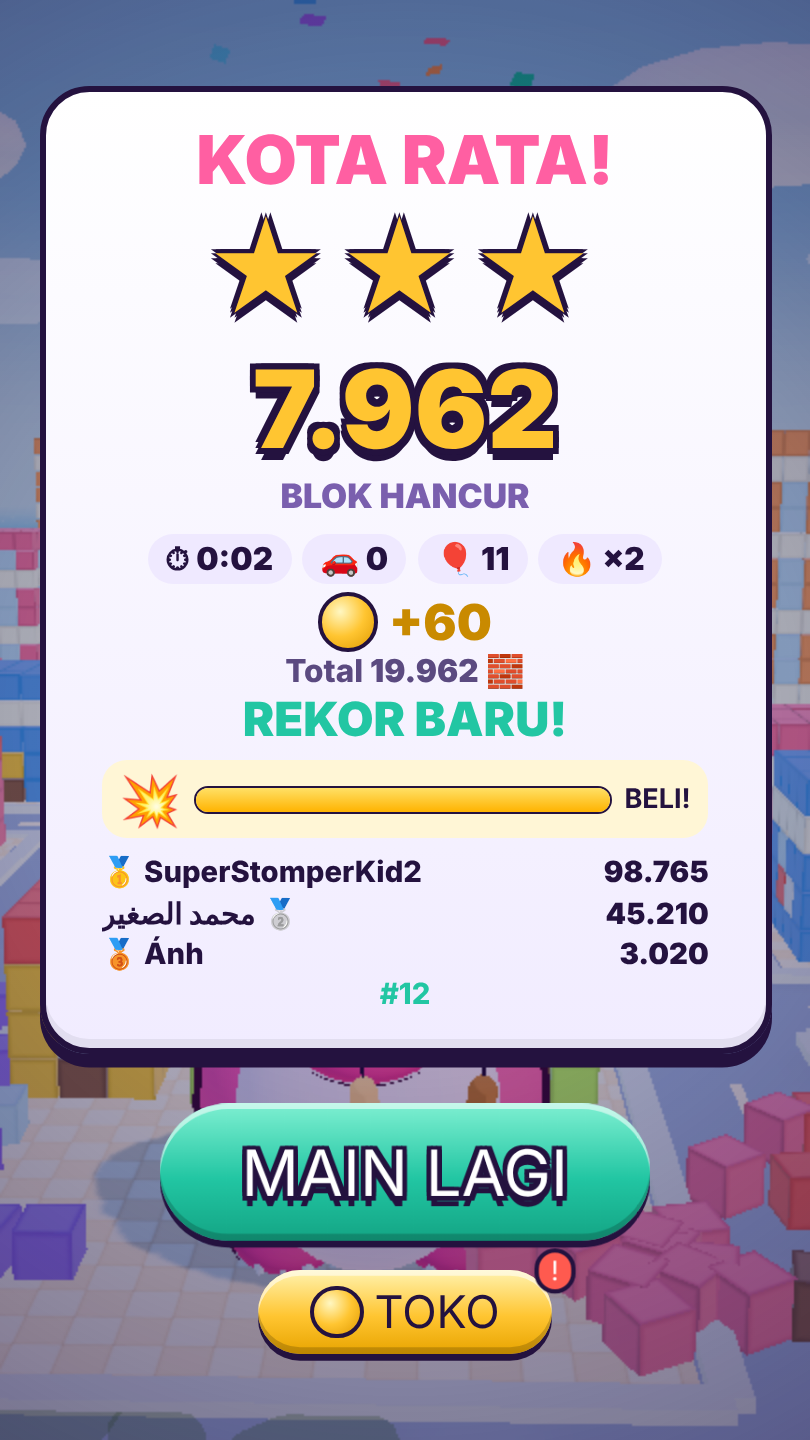 KOTA RATA!
7.962
BLOK HANCUR
⏱ 0:02 🚗 0 🎈 11 🔥 ×2
+60
Total 19.962 🧱
REKOR BARU!
💥 BELI!
🥇 SuperStomperKid2 98.765
🥈 محمد الصغير 45.210
🥉 Ánh 3.020
#12
MAIN LAGI
!
TOKO